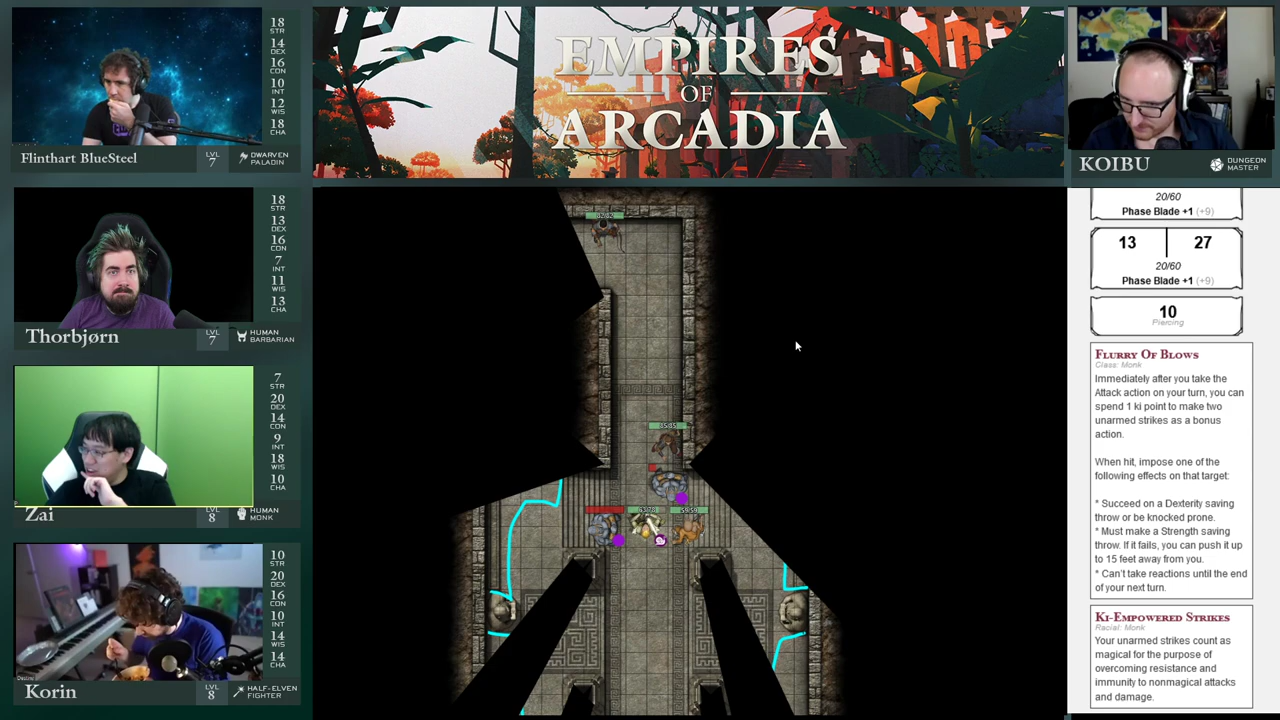 18
STR
14
DEX
16
CON
10
INT
12
WIS
18
CHA
Flinthart BlueSteel
LVL
7
DWARVEN
PALADIN
18
STR
13
DEX
16
CON
7
INT
11
WIS
13
CHA
Thorbjørn
LVL
7
HUMAN
BARBARIAN
7
STR
20
DEX
14
CON
9
INT
18
WIS
10
CHA
Zai
LVL
8
HUMAN
MONK
10
STR
20
DEX
16
CON
10
INT
14
WIS
14
CHA
Korin
LVL
8
HALF-ELVEN
FIGHTER
EMPIRES
OF
ARCADIA
85/85
63/78
59/59
KOIBU
DUNGEON
MASTER
20/60
Phase Blade +1 (+9)
13 27
20/60
Phase Blade +1 (+9)
10
Piercing
Flurry Of Blows
Class: Monk
Immediately after you take the
Attack action on your turn, you can
spend 1 ki point to make two
unarmed strikes as a bonus
action.
When hit, impose one of the
following effects on that target:
* Succeed on a Dexterity saving
throw or be knocked prone.
* Must make a Strength saving
throw. If it fails, you can push it up
to 15 feet away from you.
* Can't take reactions until the end
of your next turn.
Ki-Empowered Strikes
Racial: Monk
Your unarmed strikes count as
magical for the purpose of
overcoming resistance and
immunity to nonmagical attacks
and damage.